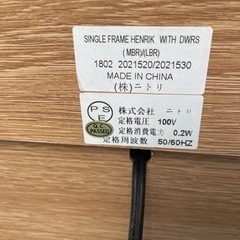 SINGLE FRAME HENRIK WITH DWRS
(MBR)/(LBR)
1802 2021520/2021530
MADE IN CHINA
(株)ニトリ
PSE
Q.C.
PASSED
株式会社 ニトリ
定格電圧 100V
定格消費電力 0.2W
定格周波数 50/60HZ